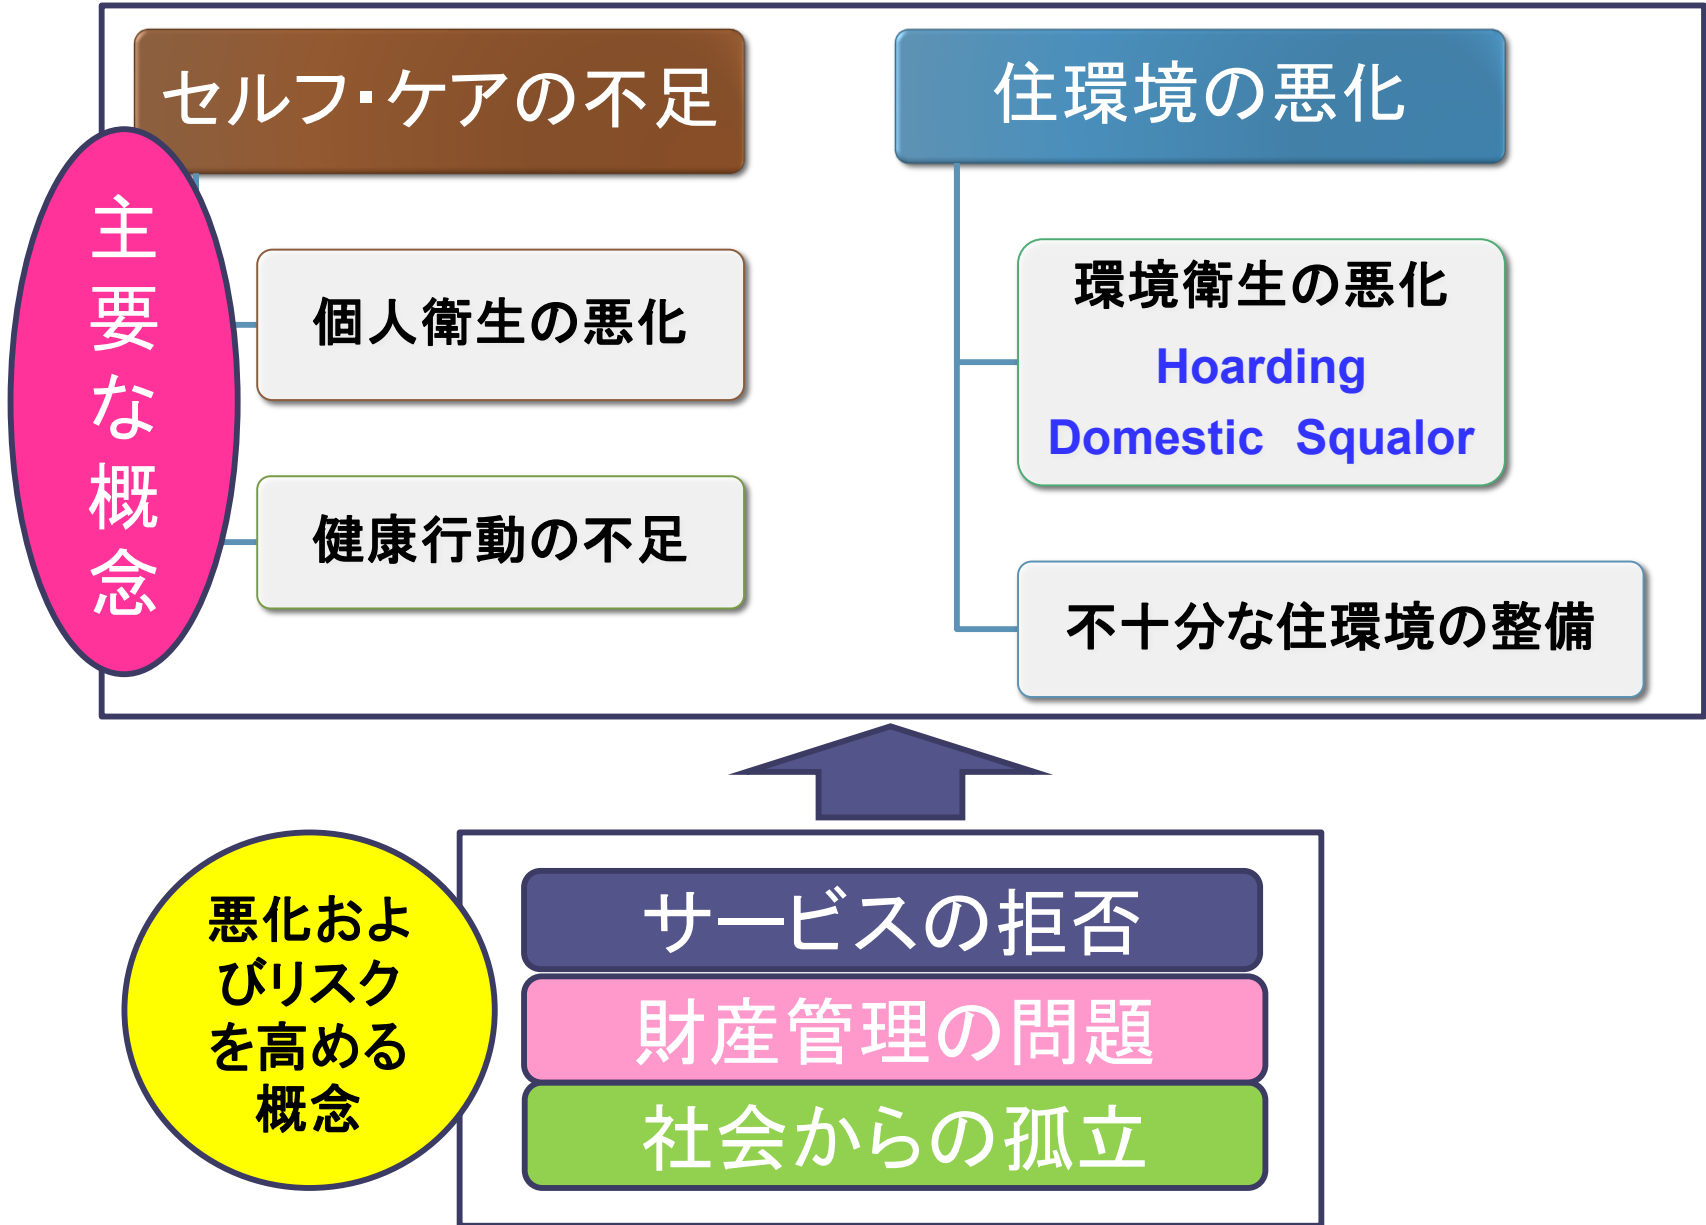 セルフ・ケアの不足
住環境の悪化
主要な概念
個人衛生の悪化
健康行動の不足
環境衛生の悪化
Hoarding
Domestic Squalor
不十分な住環境の整備
悪化およ
びリスク
を高める
概念
サービスの拒否
財産管理の問題
社会からの孤立